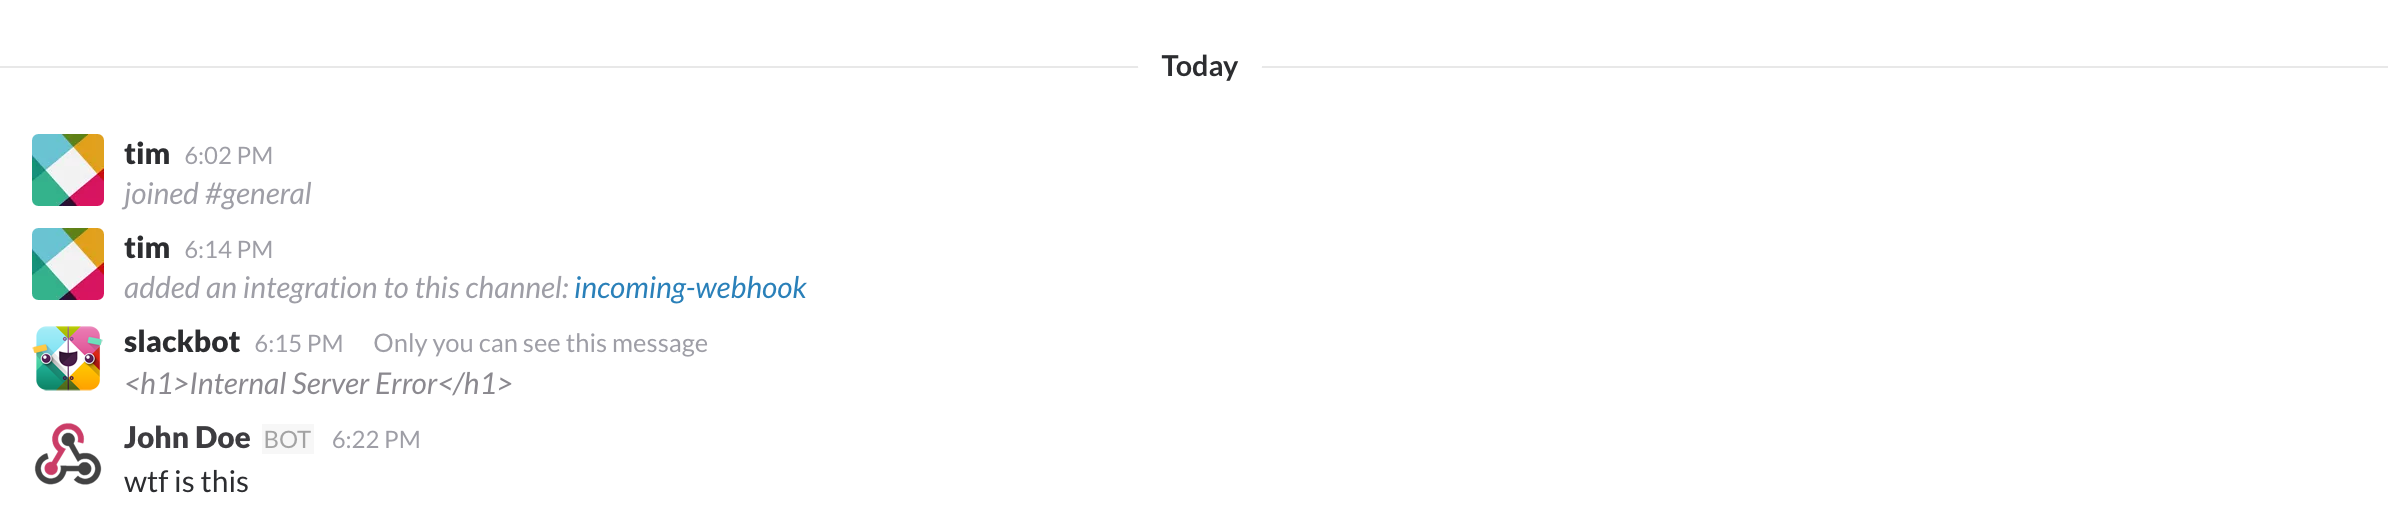 Today
tim 6:02 PM
joined #general
tim 6:14 PM
added an integration to this channel: incoming-webhook
slackbot 6:15 PM Only you can see this message
<h1>Internal Server Error</h1>
John Doe BOT 6:22 PM
wtf is this